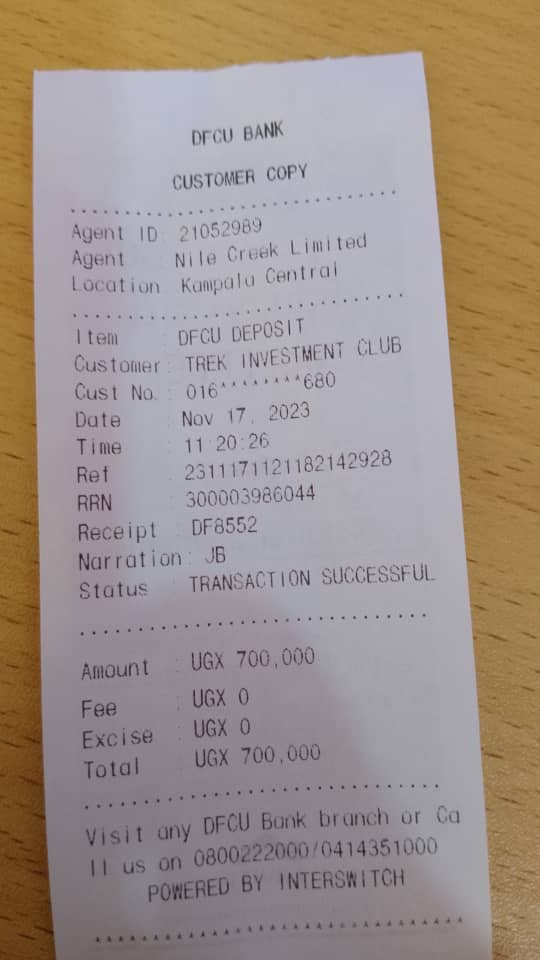 DFCU BANK
CUSTOMER COPY
Agent ID: 21052989
Agent : Nile Creek Limited
Location : Kampala Central
Item : DFCU DEPOSIT
Customer: TREK INVESTMENT CLUB
Cust No. : 016********680
Date : Nov 17, 2023
Time : 11:20:26
Ref : 2311171121182142928
RRN : 300003986044
Receipt : DF8552
Narration: JB
Status : TRANSACTION SUCCESSFUL
Amount : UGX 700,000
Fee : UGX 0
Excise : UGX 0
Total : UGX 700,000
Visit any DFCU Bank branch or Ca
ll us on 0800222000/0414351000
POWERED BY INTERSWITCH